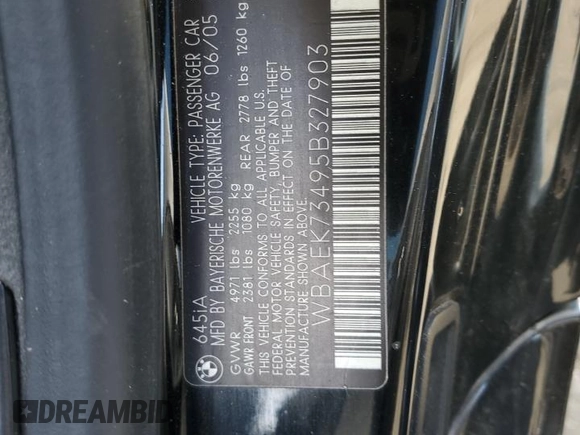 645iA VEHICLE TYPE: PASSENGER CAR
MFD BY BAYERISCHE MOTORENWERKE AG 06/05
GVWR 4971 lbs 2255 kg
GAWR FRONT 2381 lbs 1080 kg REAR 2778 lbs 1260 kg
THIS VEHICLE CONFORMS TO ALL APPLICABLE U.S.
FEDERAL MOTOR VEHICLE SAFETY, BUMPER AND THEFT
PREVENTION STANDARDS IN EFFECT ON THE DATE OF
MANUFACTURE SHOWN ABOVE.
WBAEK73495B327903
DREAMBID